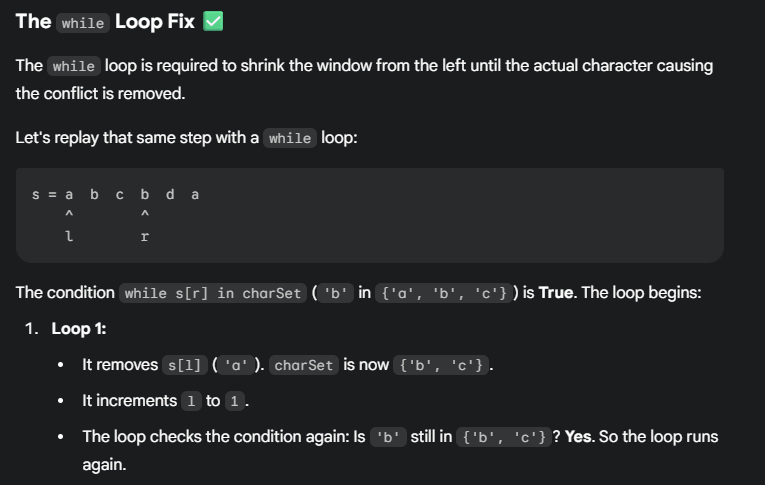 The while Loop Fix ✅
The while loop is required to shrink the window from the left until the actual character causing
the conflict is removed.
Let's replay that same step with a while loop:
s = a  b  c  b  d  a
    ^        ^
    l        r
The condition while s[r] in charSet ( 'b' in {'a', 'b', 'c'} ) is True. The loop begins:
1. Loop 1:
• It removes s[l] ( 'a' ). charSet is now {'b', 'c'} .
• It increments l to 1 .
• The loop checks the condition again: Is 'b' still in {'b', 'c'} ? Yes. So the loop runs
again.